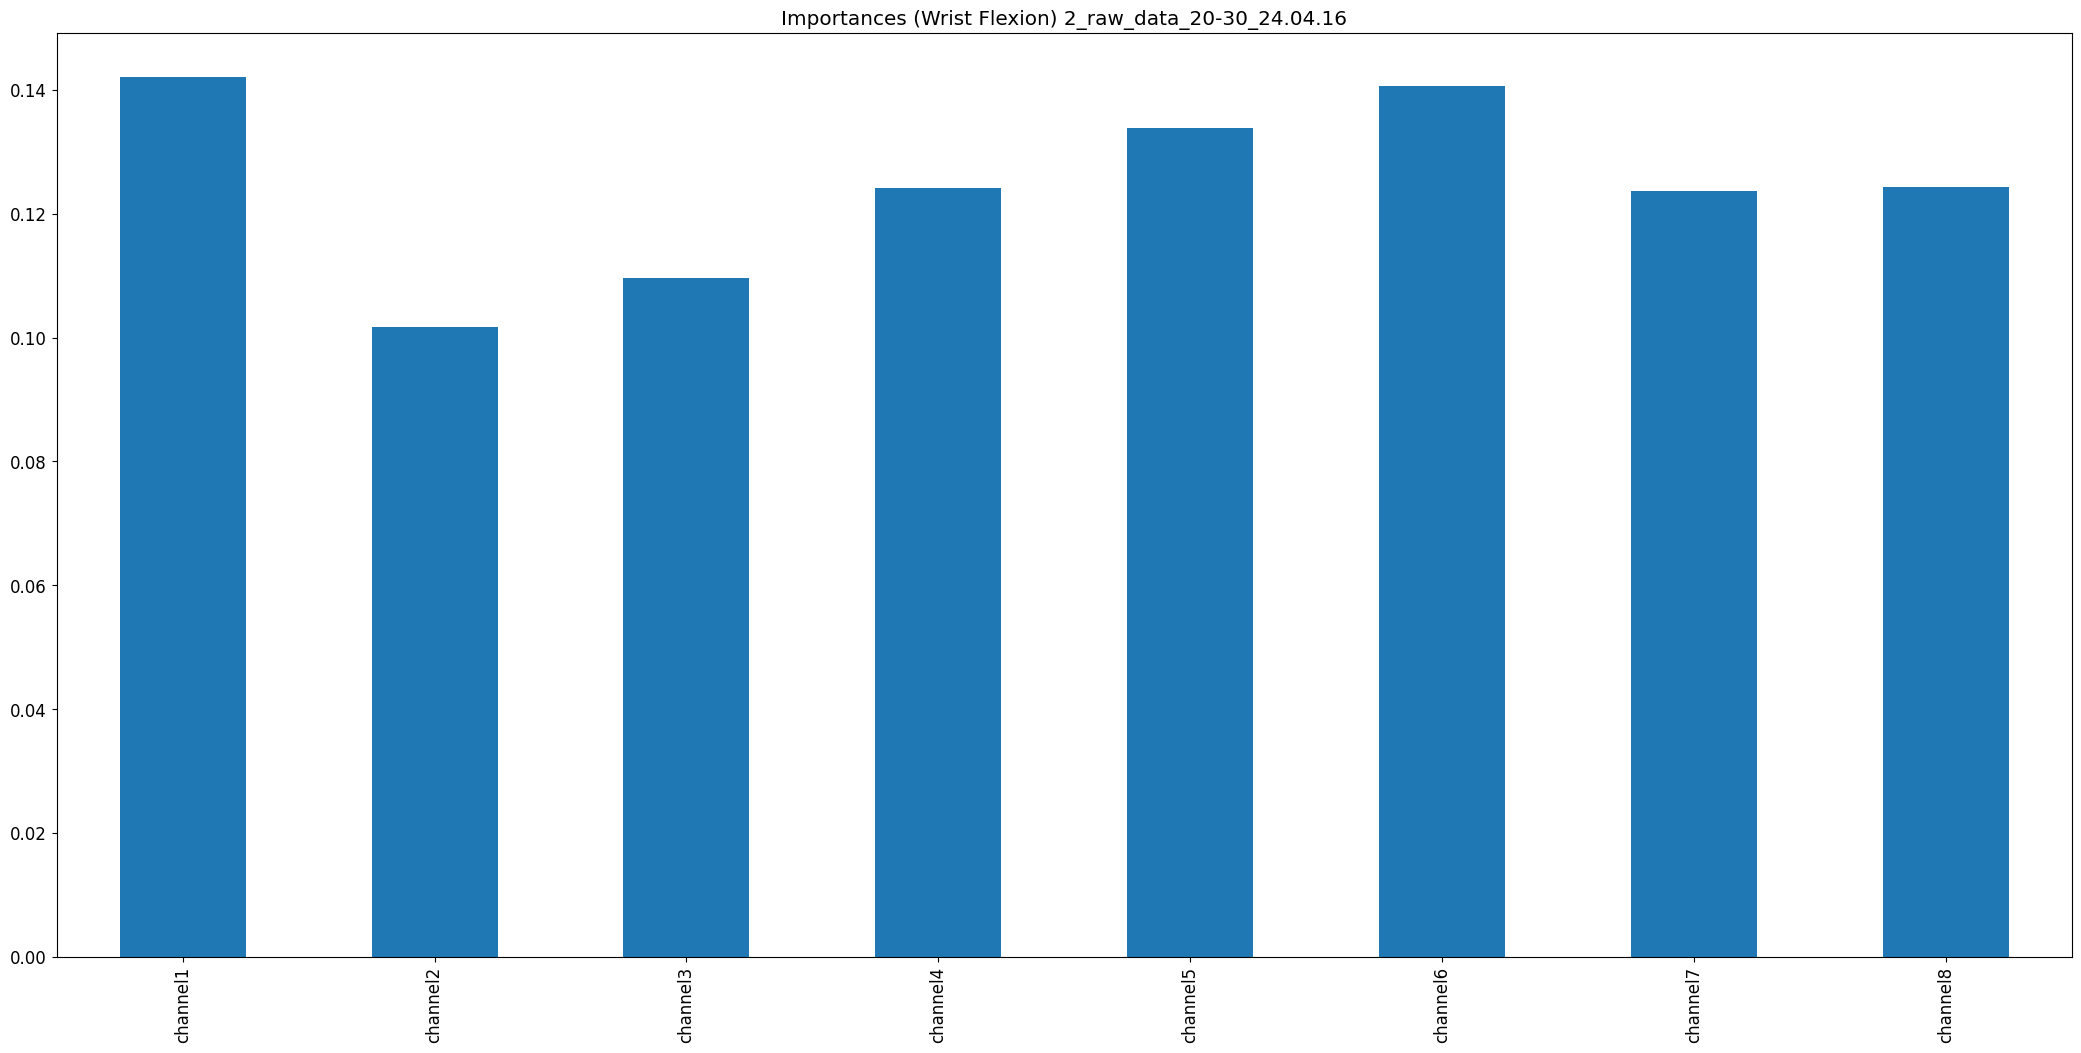 Importances (Wrist Flexion) 2_raw_data_20-30_24.04.16
0.14
0.12
0.10
0.08
0.06
0.04
0.02
0.00
channel1
channel2
channel3
channel4
channel5
channel6
channel7
channel8